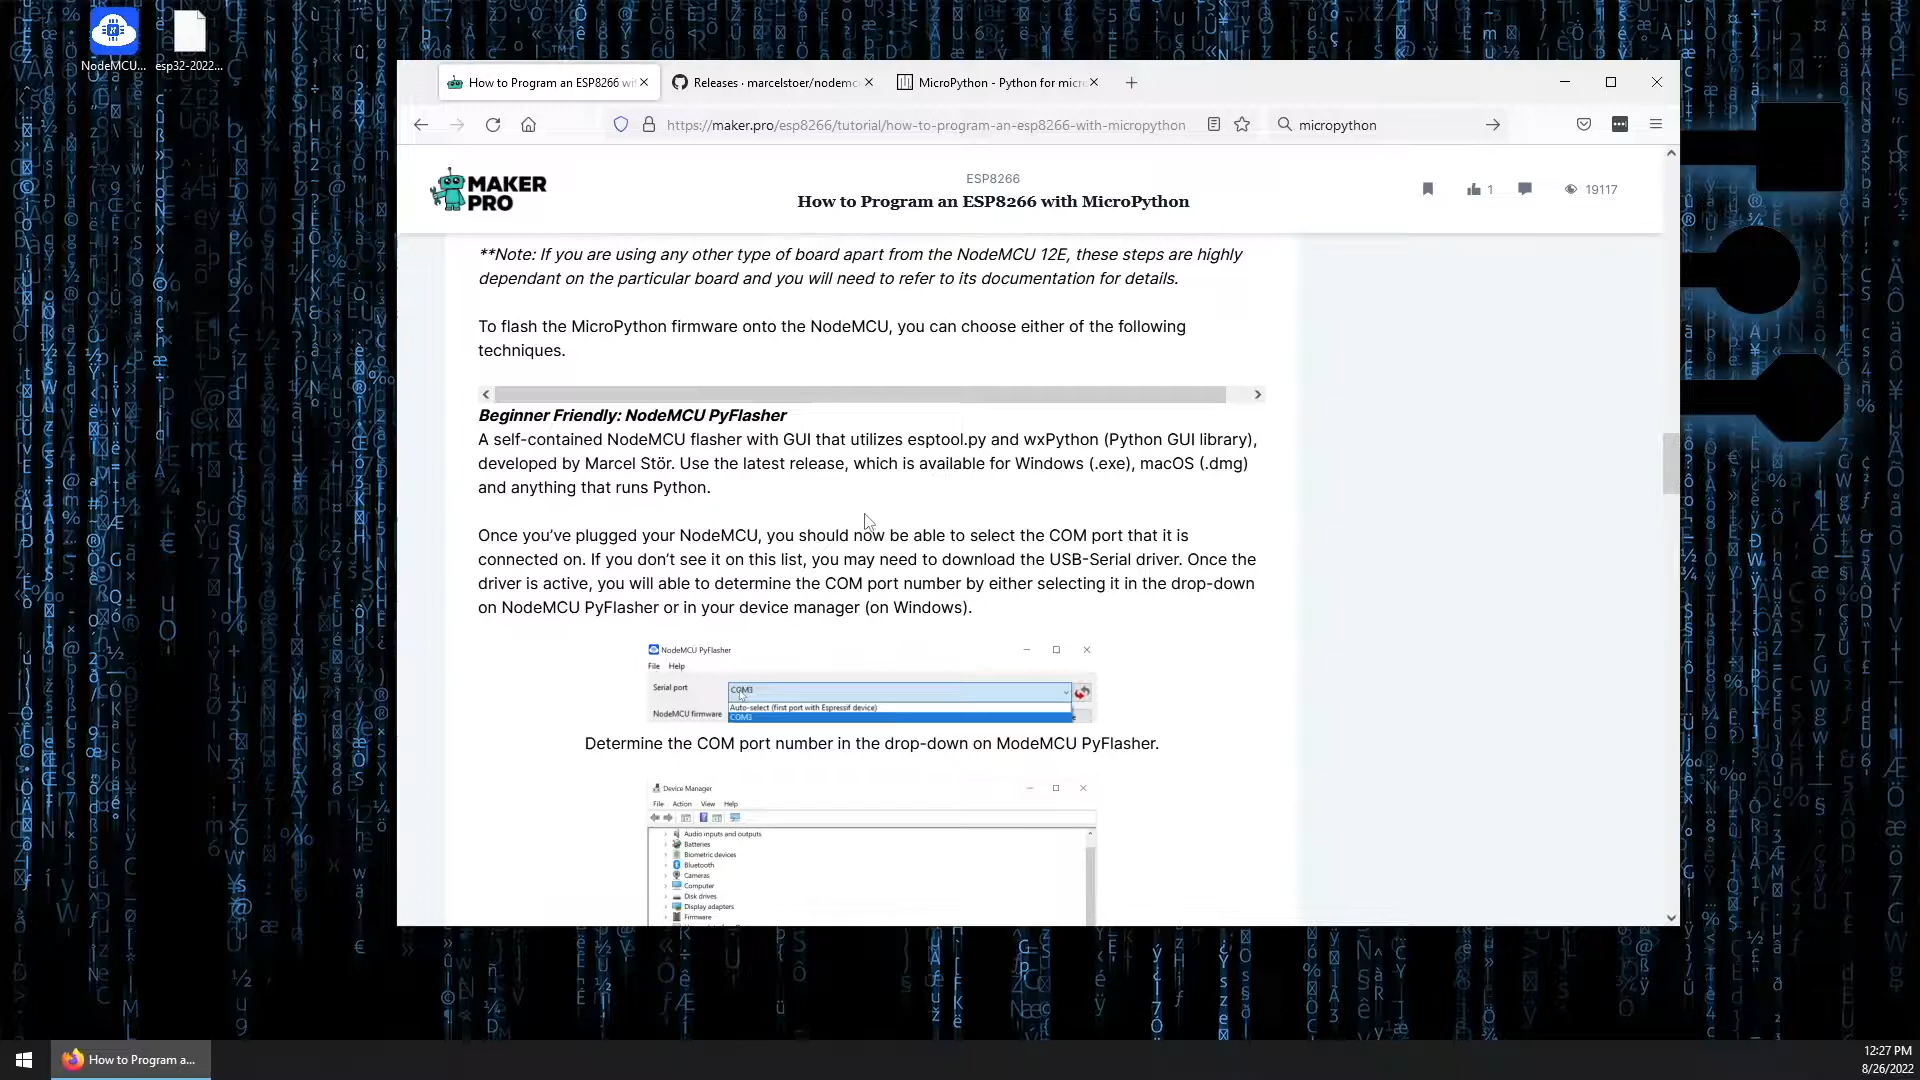 NodeMCU...
esp32-2022...
How to Program an ESP8266 wi
Releases · marcelstoer/nodemc
MicroPython - Python for micr
https://maker.pro/esp8266/tutorial/how-to-program-an-esp8266-with-micropython
micropython
MAKER
PRO
ESP8266
How to Program an ESP8266 with MicroPython
1
19117
**Note: If you are using any other type of board apart from the NodeMCU 12E, these steps are highly
dependant on the particular board and you will need to refer to its documentation for details.
To flash the MicroPython firmware onto the NodeMCU, you can choose either of the following
techniques.
Beginner Friendly: NodeMCU PyFlasher
A self-contained NodeMCU flasher with GUI that utilizes esptool.py and wxPython (Python GUI library),
developed by Marcel Stör. Use the latest release, which is available for Windows (.exe), macOS (.dmg)
and anything that runs Python.
Once you’ve plugged your NodeMCU, you should now be able to select the COM port that it is
connected on. If you don’t see it on this list, you may need to download the USB-Serial driver. Once the
driver is active, you will able to determine the COM port number by either selecting it in the drop-down
on NodeMCU PyFlasher or in your device manager (on Windows).
NodeMCU PyFlasher
File Help
Serial port
COM3
Auto-select (first port with Espressif device)
NodeMCU firmware
COM3
Determine the COM port number in the drop-down on ModeMCU PyFlasher.
Device Manager
File Action View Help
Audio inputs and outputs
Batteries
Biometric devices
Bluetooth
Cameras
Computer
Disk drives
Display adapters
Firmware
How to Program a...
12:27 PM
8/26/2022